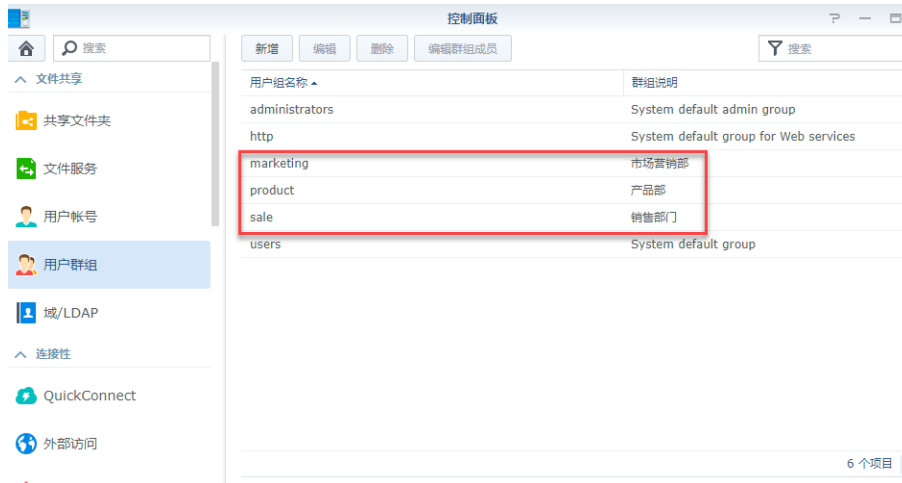 控制面板
搜索
新增 编辑 删除 编辑群组成员 搜索
文件共享
共享文件夹
文件服务
用户帐号
用户群组
域/LDAP
连接性
QuickConnect
外部访问
用户组名称 群组说明
administrators System default admin group
http System default group for Web services
marketing 市场营销部
product 产品部
sale 销售部门
users System default group
6 个项目